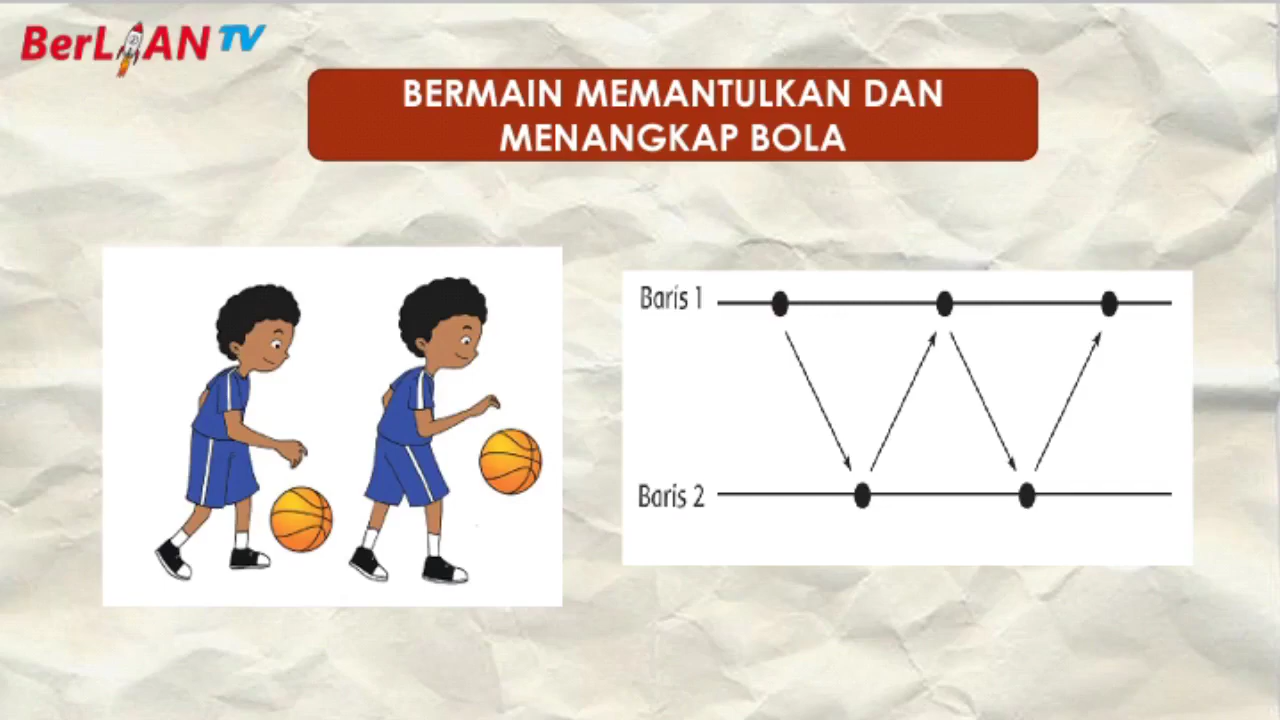 BerLIAN TV
BERMAIN MEMANTULKAN DAN
MENANGKAP BOLA
Baris 1
Baris 2